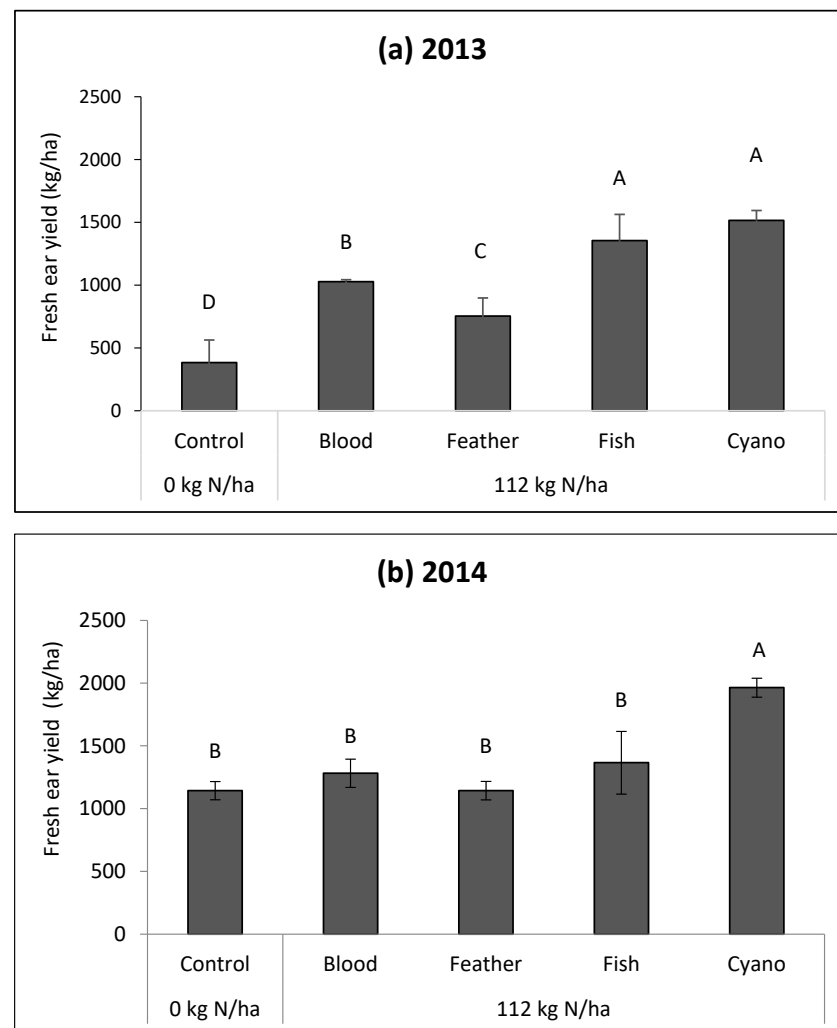 (a) 2013
2500
2000
1500
1000
500
0
Fresh ear yield (kg/ha)
D
B
C
A
A
Control
Blood
Feather
Fish
Cyano
0 kg N/ha
112 kg N/ha
(b) 2014
2500
2000
1500
1000
500
0
Fresh ear yield (kg/ha)
B
B
B
B
A
Control
Blood
Feather
Fish
Cyano
0 kg N/ha
112 kg N/ha